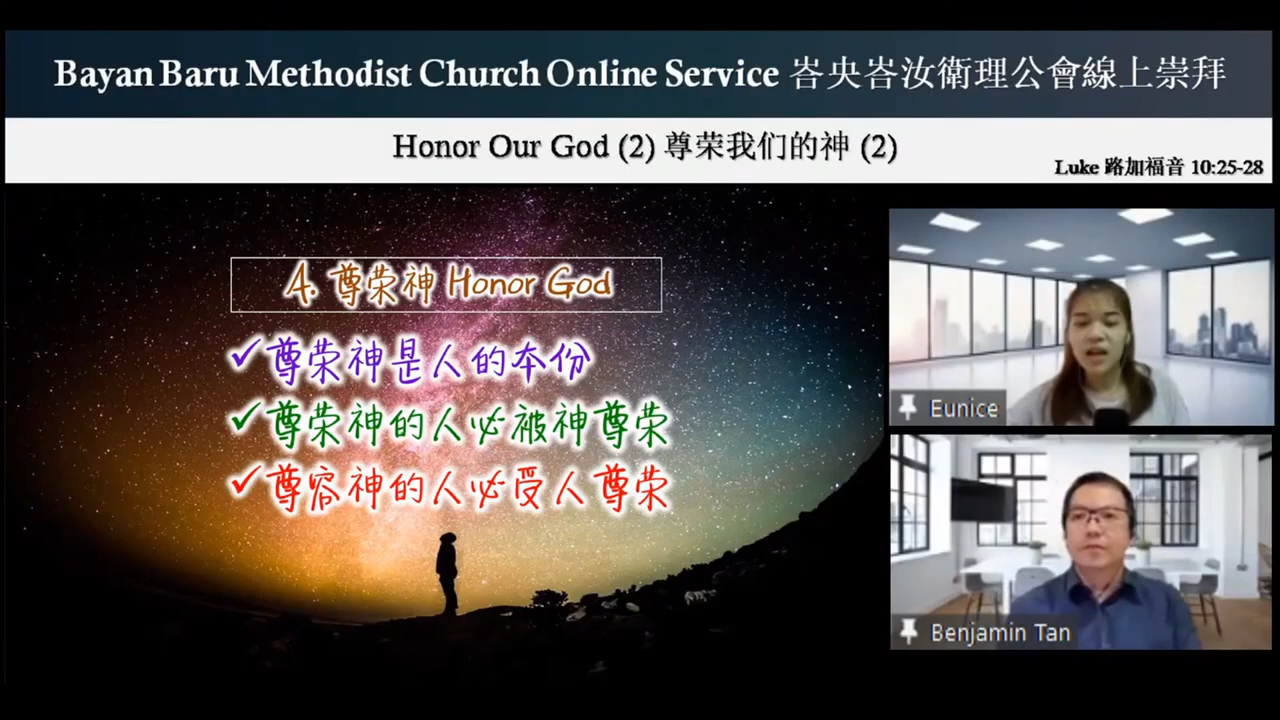 Bayan Baru Methodist Church Online Service 峇央峇汝衛理公會線上崇拜
Honor Our God (2) 尊荣我们的神 (2)
Luke 路加福音 10:25-28
A. 尊荣神 Honor God
✓尊荣神是人的本份
✓尊荣神的人必被神尊荣
✓尊容神的人必受人尊荣
Eunice
Benjamin Tan